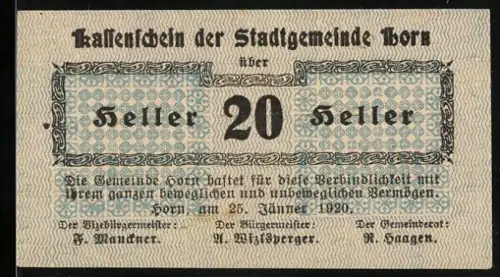 Kassenschein der Stadtgemeinde Horn
über
Heller 20 Heller
Die Gemeinde Horn haftet für diese Verbindlichkeit mit
ihrem ganzen beweglichen und unbeweglichen Vermögen.
Horn am 25. Jänner 1920.
Der Vizebürgermeister: Der Bürgermeister: Der Gemeinderat:
F. Manckner. A. Wizlsperger. R. Haagen.